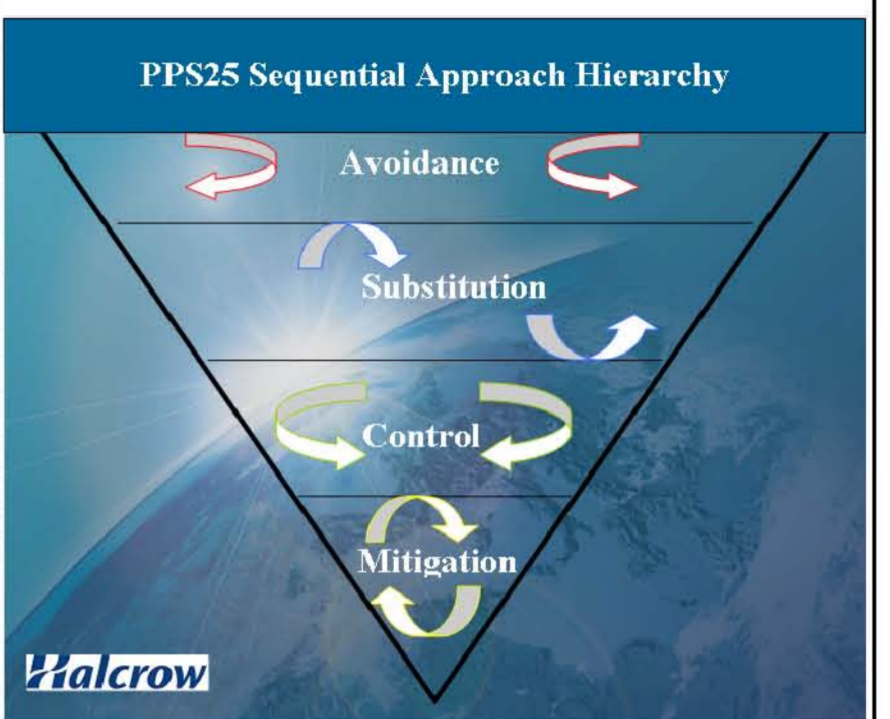 PPS25 Sequential Approach Hierarchy
Avoidance
Substitution
Control
Mitigation
Halcrow